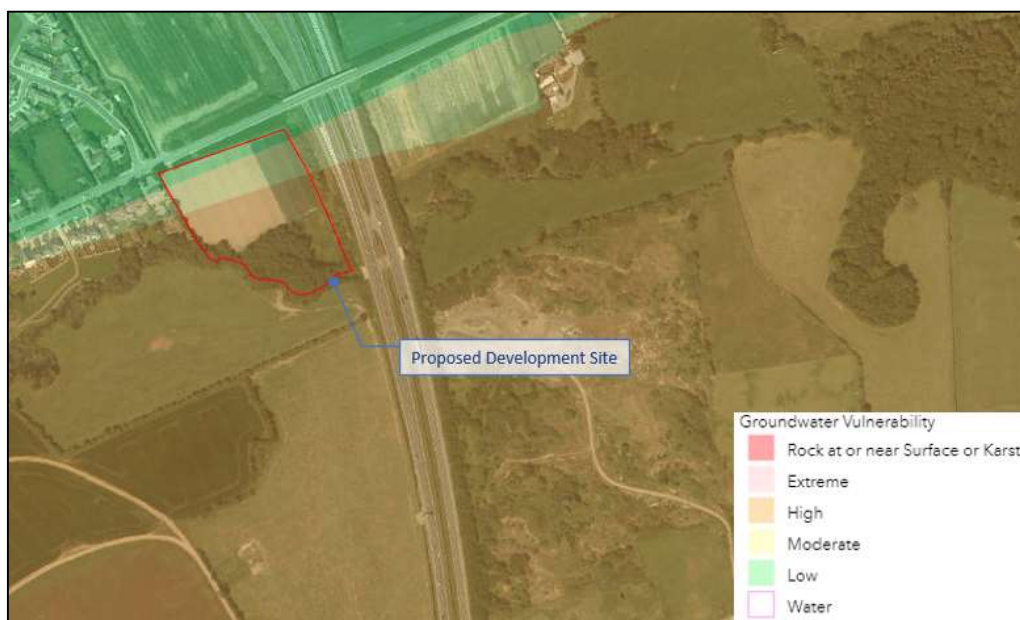 Proposed Development Site
Groundwater Vulnerability
Rock at or near Surface or Karst
Extreme
High
Moderate
Low
Water